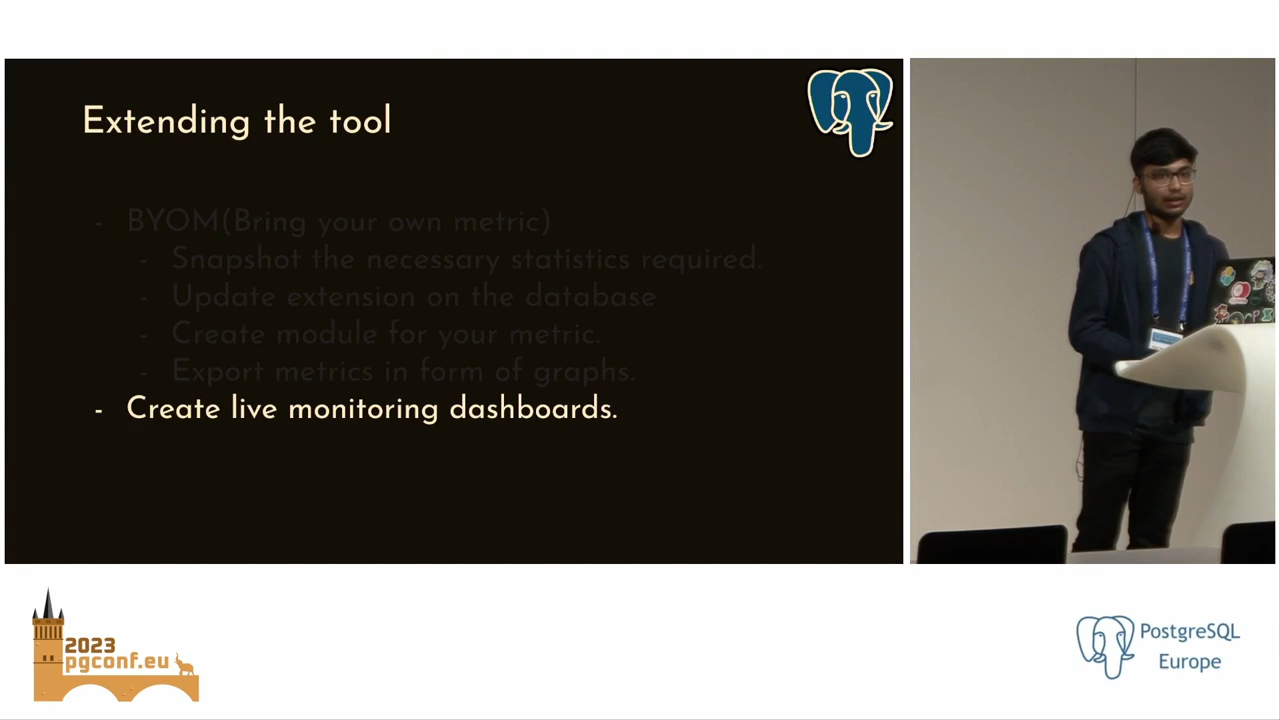 Extending the tool
- BYOM(Bring your own metric)
- Snapshot the necessary statistics required.
- Update extension on the database
- Create module for your metric.
- Export metrics in form of graphs.
- Create live monitoring dashboards.
2023
pgconf.eu
PostgreSQL
Europe